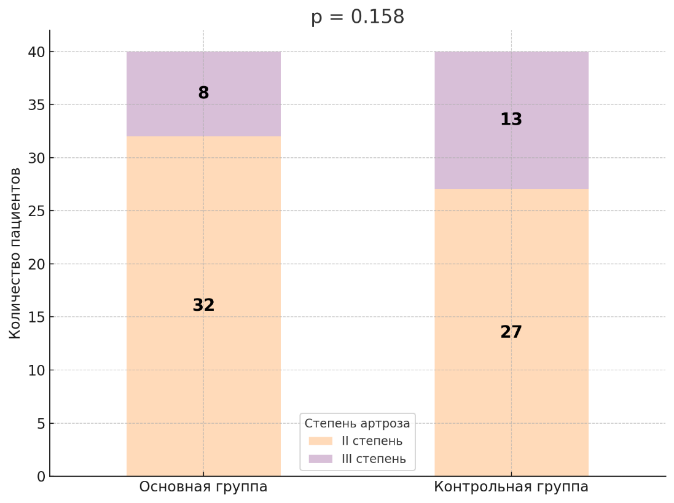 p = 0.158
Количество пациентов
40
35
30
25
20
15
10
5
0
8
13
32
27
Степень артроза
II степень
III степень
Основная группа
Контрольная группа